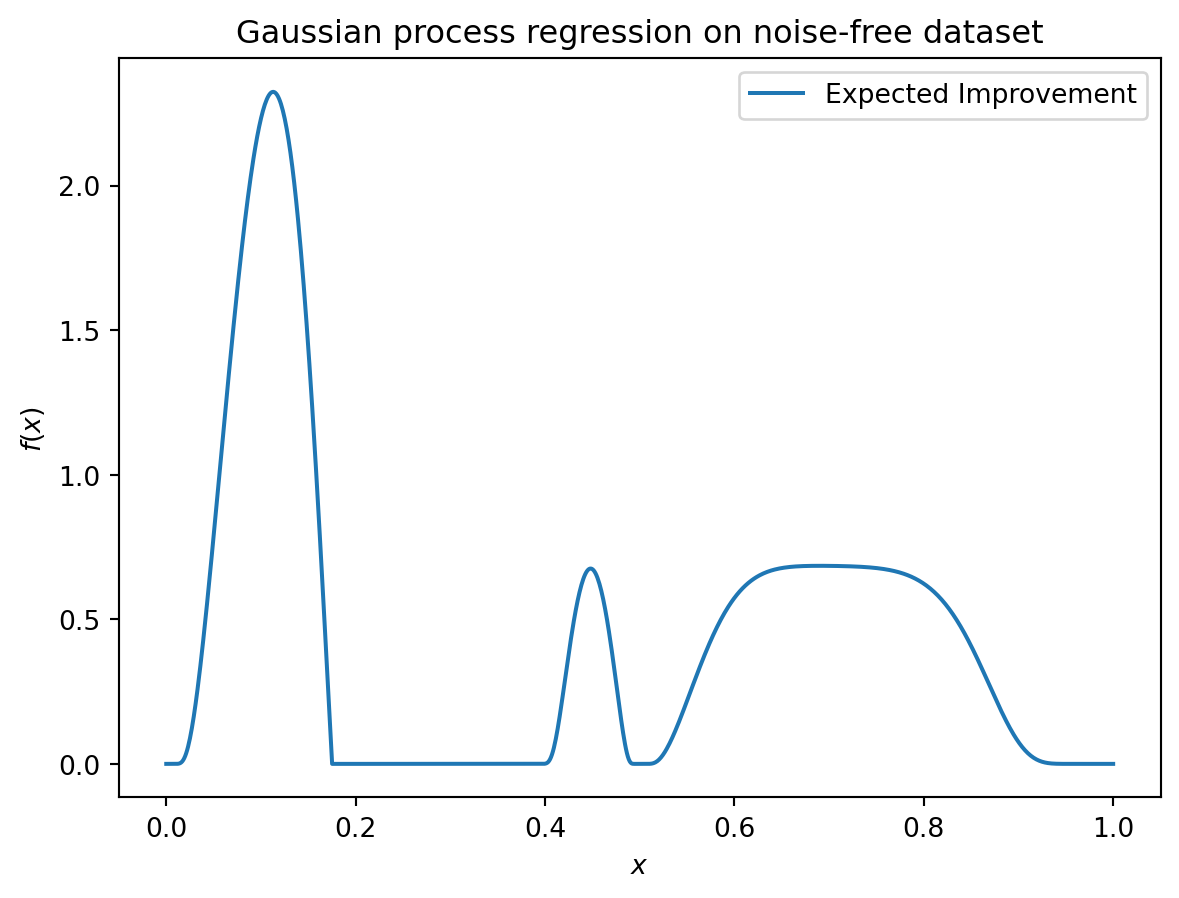 Gaussian process regression on noise-free dataset
Expected Improvement
f(x)
2.0
1.5
1.0
0.5
0.0
0.0 0.2 0.4 0.6 0.8 1.0
x